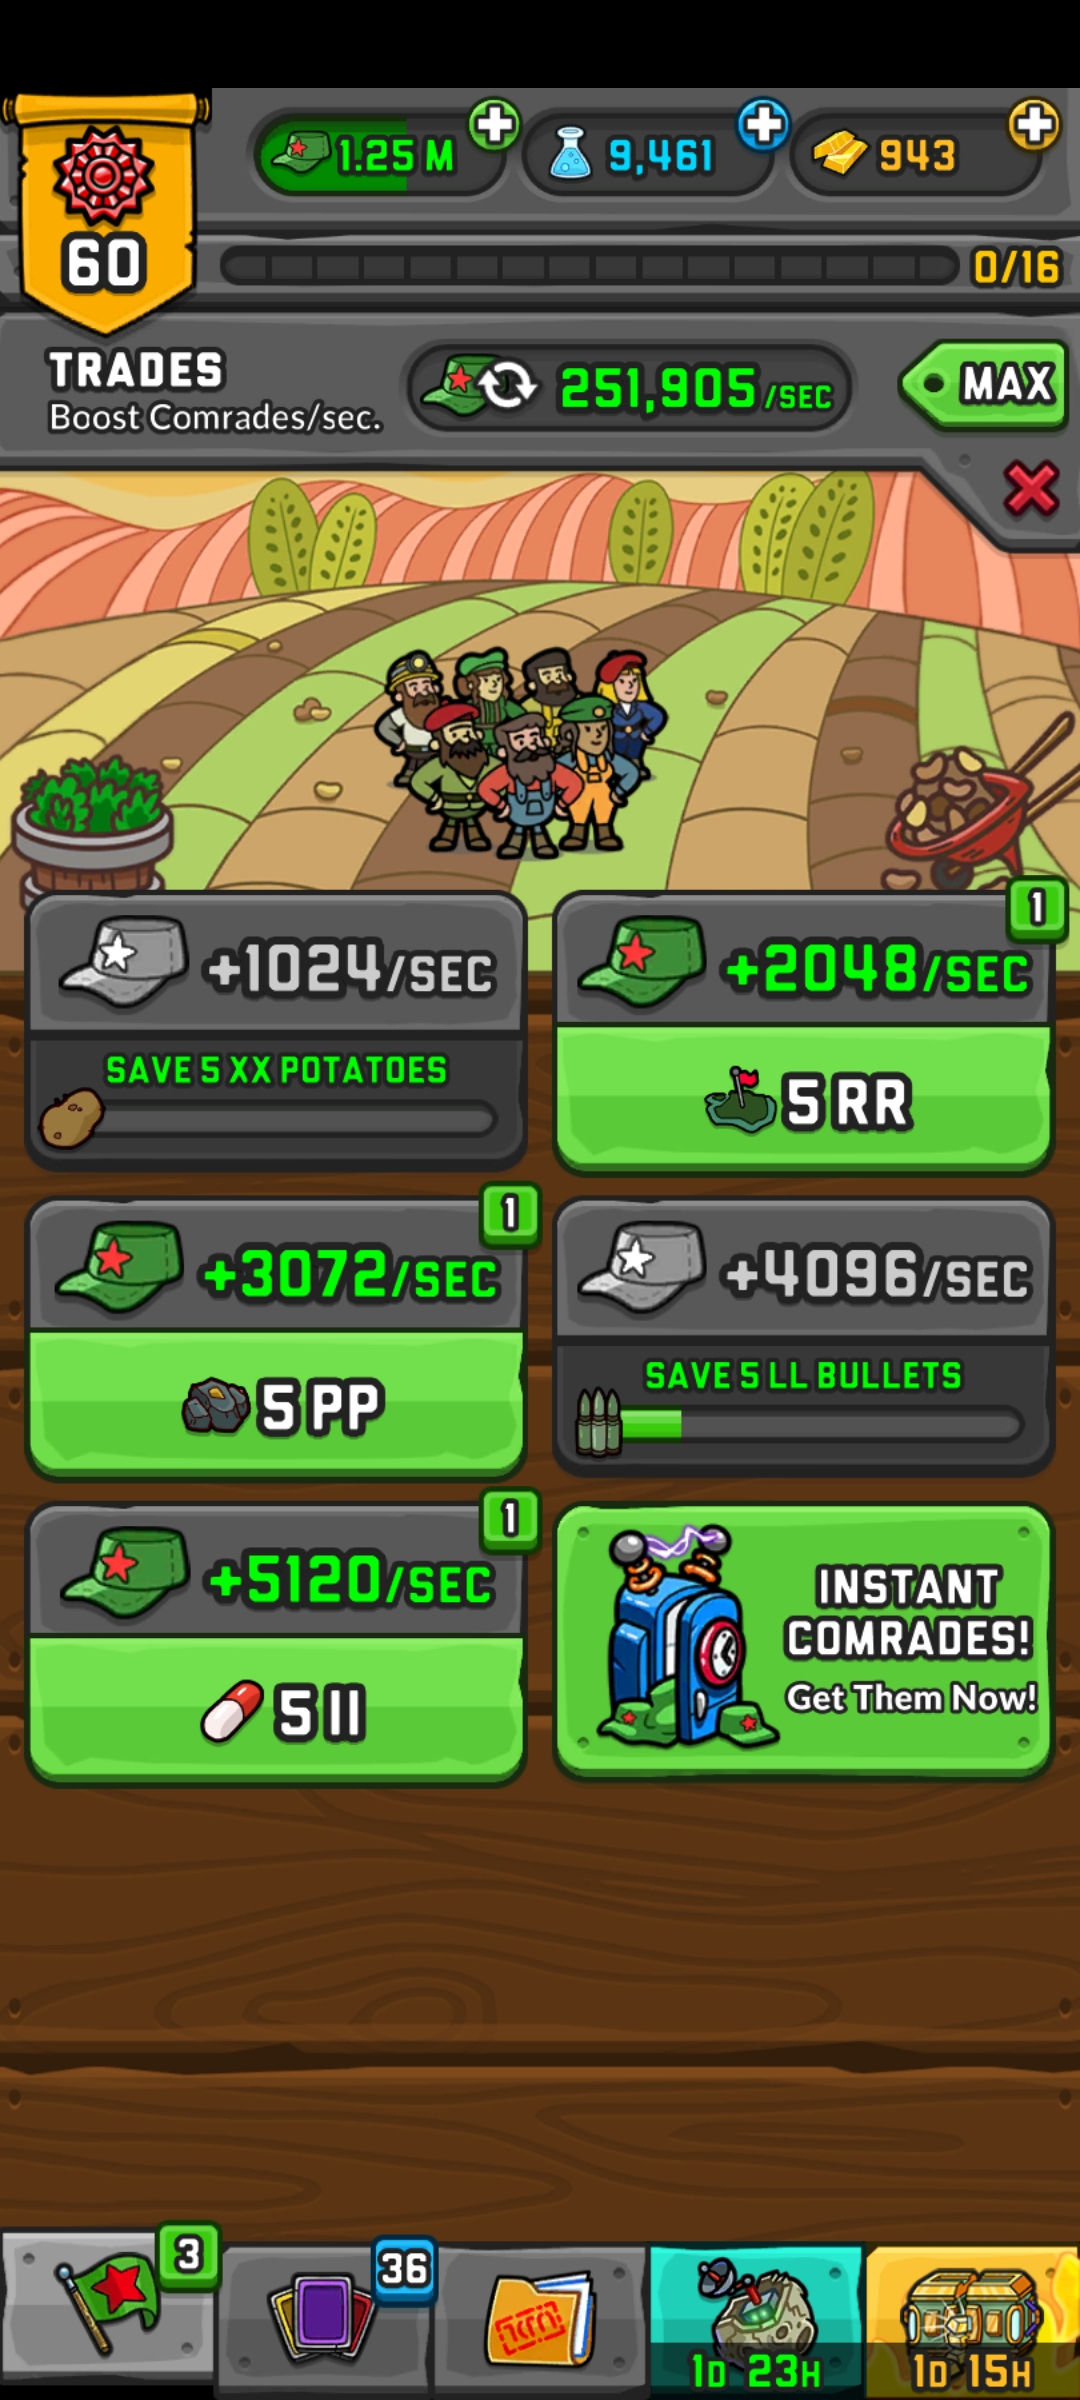 60
1.25 M
9,461
943
0/16
TRADES
Boost Comrades/sec.
251,905/SEC
MAX
+1024/SEC
SAVE 5 XX POTATOES
1
+2048/SEC
5 RR
1
+3072/SEC
5 PP
+4096/SEC
SAVE 5 LL BULLETS
1
+5120/SEC
5 II
INSTANT
COMRADES!
Get Them Now!
3
36
1D 23H
1D 15H